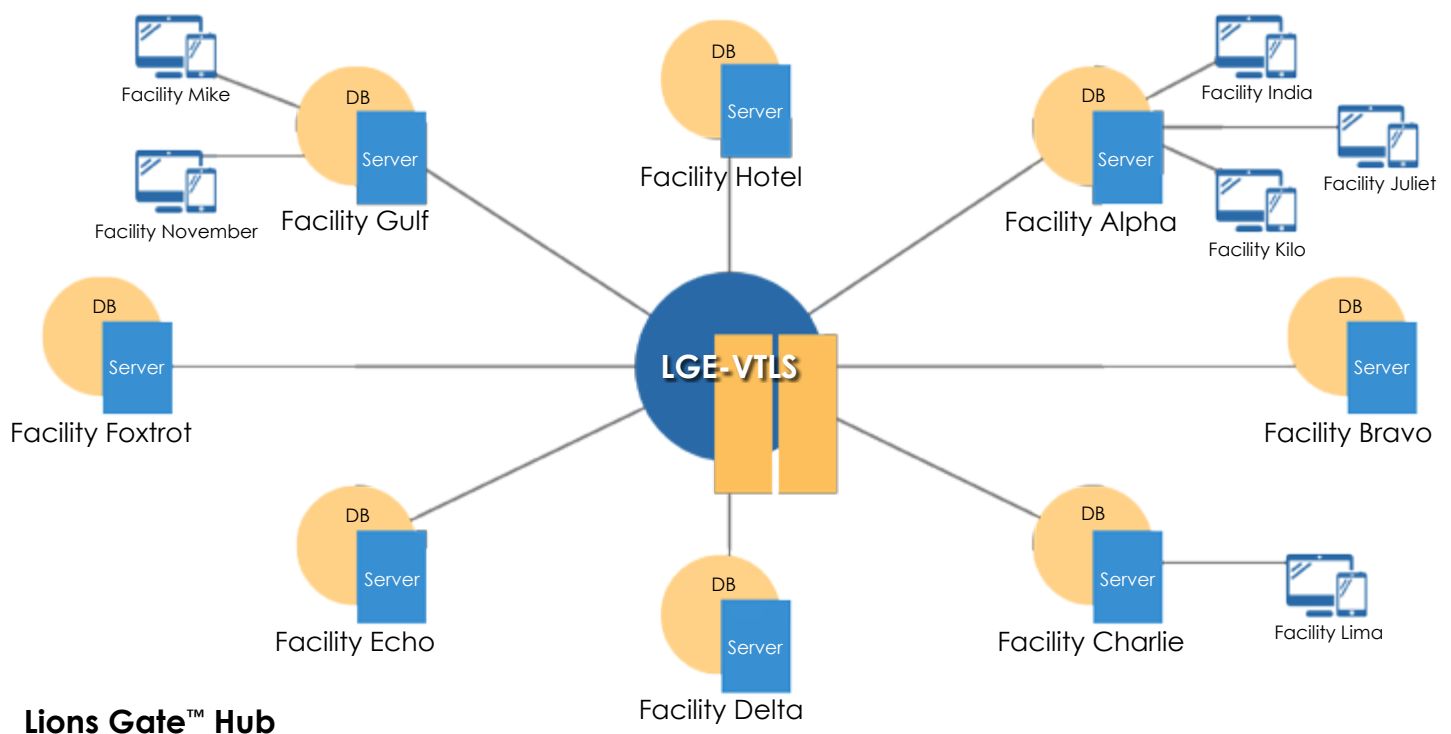 DB
Server
Facility Hotel
Facility Mike
DB
Server
Facility Gulf
Facility November
DB
Server
Facility Alpha
Facility India
Facility Juliet
Facility Kilo
DB
Server
Facility Foxtrot
LGE-VTLS
DB
Server
Facility Bravo
DB
Server
Facility Echo
DB
Server
Facility Delta
DB
Server
Facility Charlie
Facility Lima
Lions Gate™ Hub